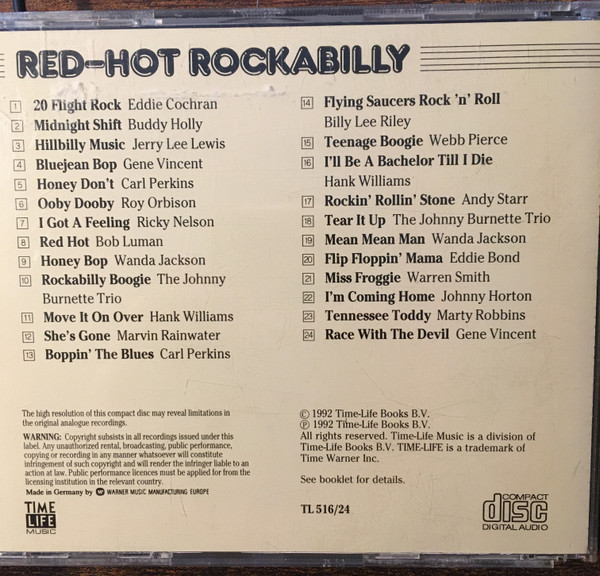 RED-HOT ROCKABILLY
1 20 Flight Rock Eddie Cochran
2 Midnight Shift Buddy Holly
3 Hillbilly Music Jerry Lee Lewis
4 Bluejean Bop Gene Vincent
5 Honey Don't Carl Perkins
6 Ooby Dooby Roy Orbison
7 I Got A Feeling Ricky Nelson
8 Red Hot Bob Luman
9 Honey Bop Wanda Jackson
10 Rockabilly Boogie The Johnny
Burnette Trio
11 Move It On Over Hank Williams
12 She's Gone Marvin Rainwater
13 Boppin' The Blues Carl Perkins
14 Flying Saucers Rock 'n' Roll
Billy Lee Riley
15 Teenage Boogie Webb Pierce
16 I'll Be A Bachelor Till I Die
Hank Williams
17 Rockin' Rollin' Stone Andy Starr
18 Tear It Up The Johnny Burnette Trio
19 Mean Mean Man Wanda Jackson
20 Flip Floppin' Mama Eddie Bond
21 Miss Froggie Warren Smith
22 I'm Coming Home Johnny Horton
23 Tennessee Toddy Marty Robbins
24 Race With The Devil Gene Vincent
The high resolution of this compact disc may reveal limitations in
the original analogue recordings.
WARNING: Copyright subsists in all recordings issued under this
label. Any unauthorized rental, broadcasting, public performance,
copying or recording in any manner whatsoever will constitute
infringement of such copyright and will render the infringer liable to an
action at law. Public performance licences must be applied for from the
licensing institution in the relevant country.
Made in Germany by WARNER MUSIC MANUFACTURING EUROPE
TIME
LIFE
MUSIC
© 1992 Time-Life Books B.V.
℗ 1992 Time-Life Books B.V.
All rights reserved. Time-Life Music is a division of
Time-Life Books B.V. TIME-LIFE is a trademark of
Time Warner Inc.
See booklet for details.
TL 516/24
COMPACT
disc
DIGITAL AUDIO